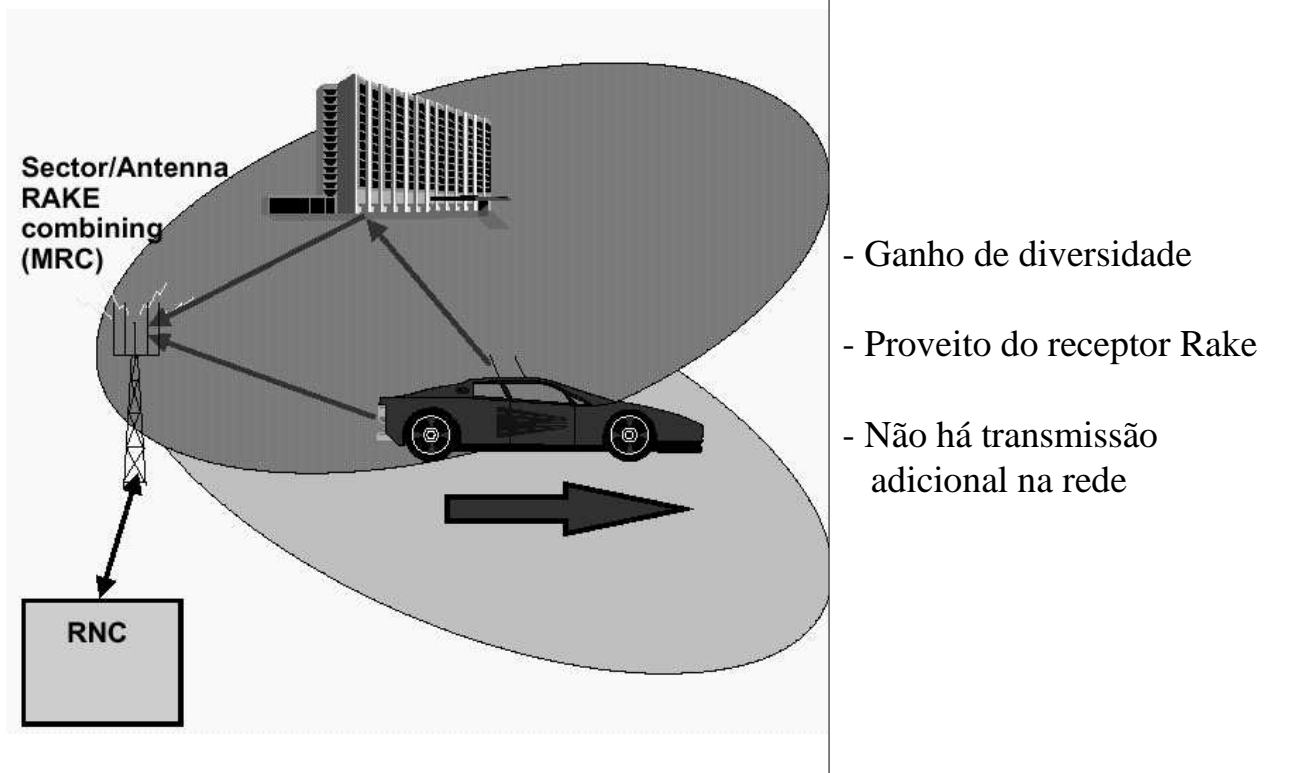 Sector/Antenna
RAKE
combining
(MRC)
RNC
- Ganho de diversidade
- Proveito do receptor Rake
- Não há transmissão
adicional na rede